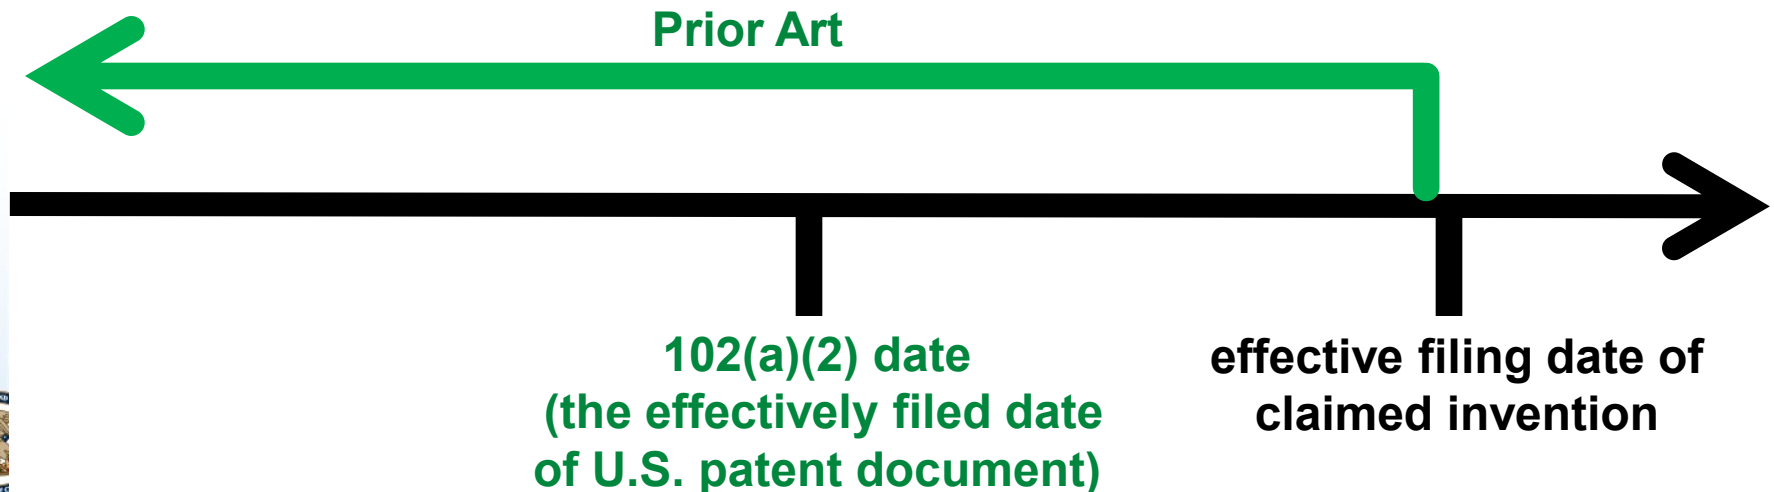 Prior Art
102(a)(2) date
(the effectively filed date
of U.S. patent document)
effective filing date of
claimed invention